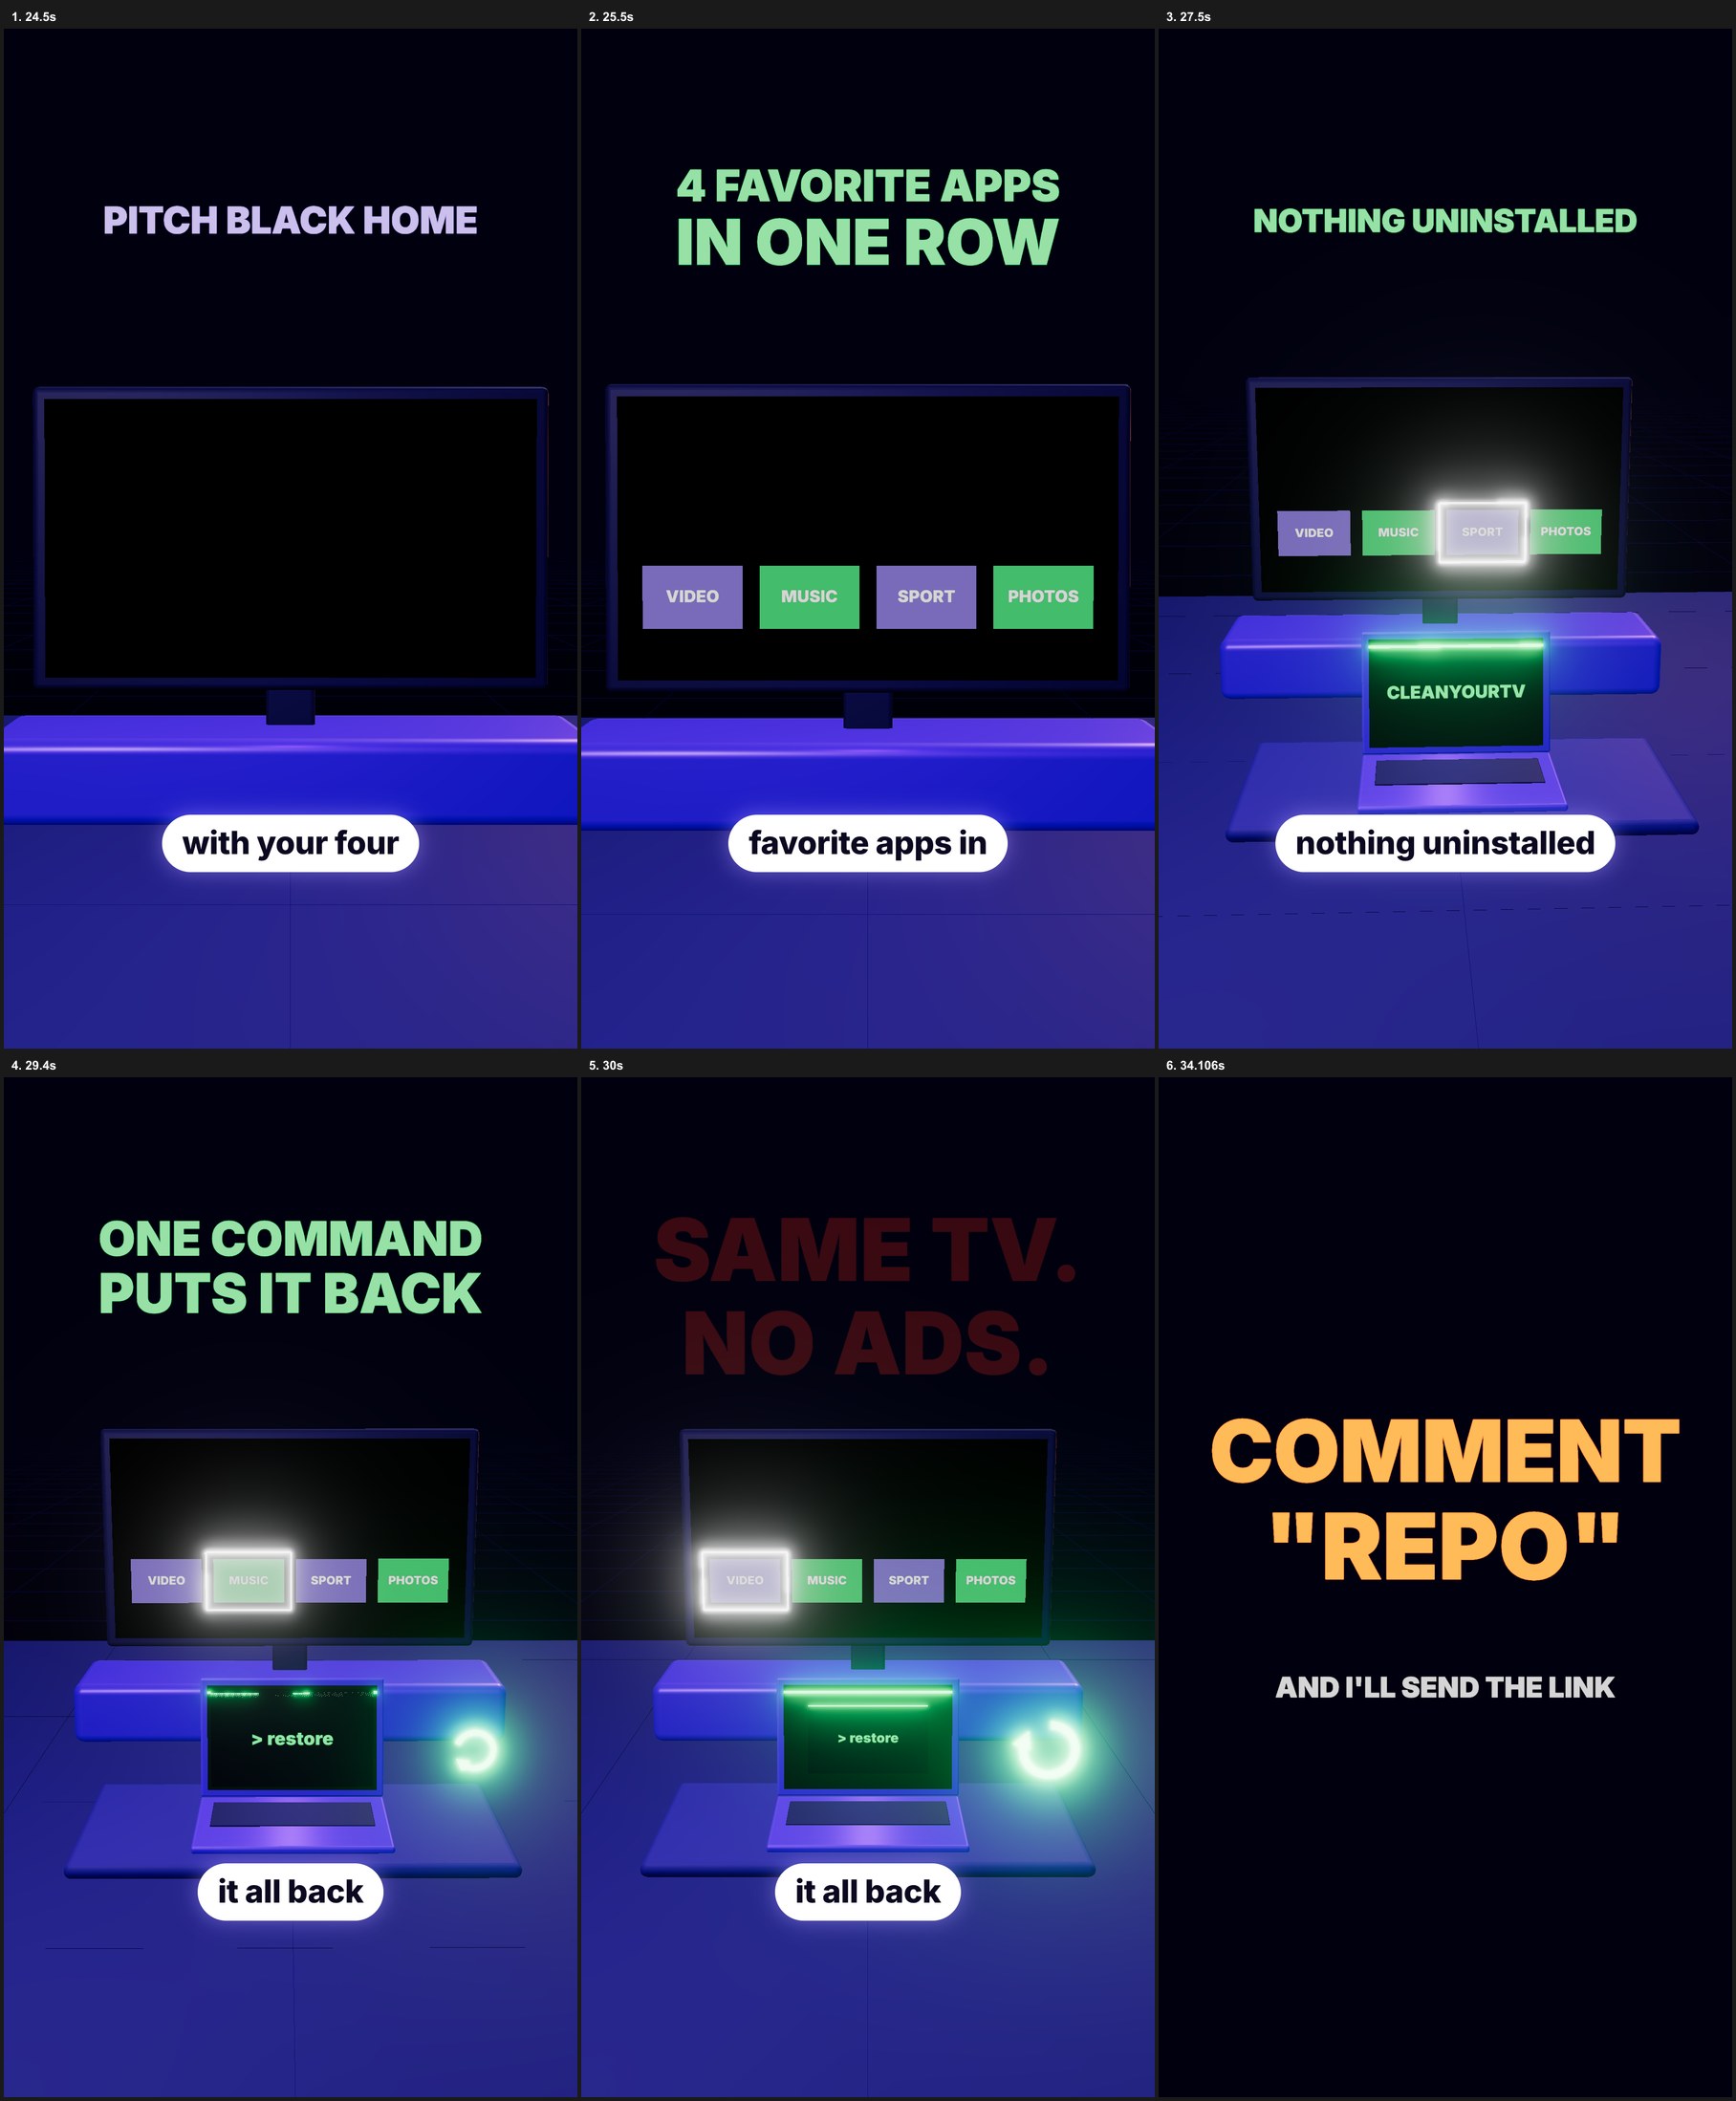 1. 24.5s
PITCH BLACK HOME
with your four
2. 25.5s
4 FAVORITE APPS
IN ONE ROW
VIDEO
MUSIC
SPORT
PHOTOS
favorite apps in
3. 27.5s
NOTHING UNINSTALLED
VIDEO
MUSIC
SPORT
PHOTOS
CLEANYOURTV
nothing uninstalled
4. 29.4s
ONE COMMAND
PUTS IT BACK
VIDEO
MUSIC
SPORT
PHOTOS
> restore
it all back
5. 30s
SAME TV.
NO ADS.
VIDEO
MUSIC
SPORT
PHOTOS
> restore
it all back
6. 34.106s
COMMENT
"REPO"
AND I'LL SEND THE LINK